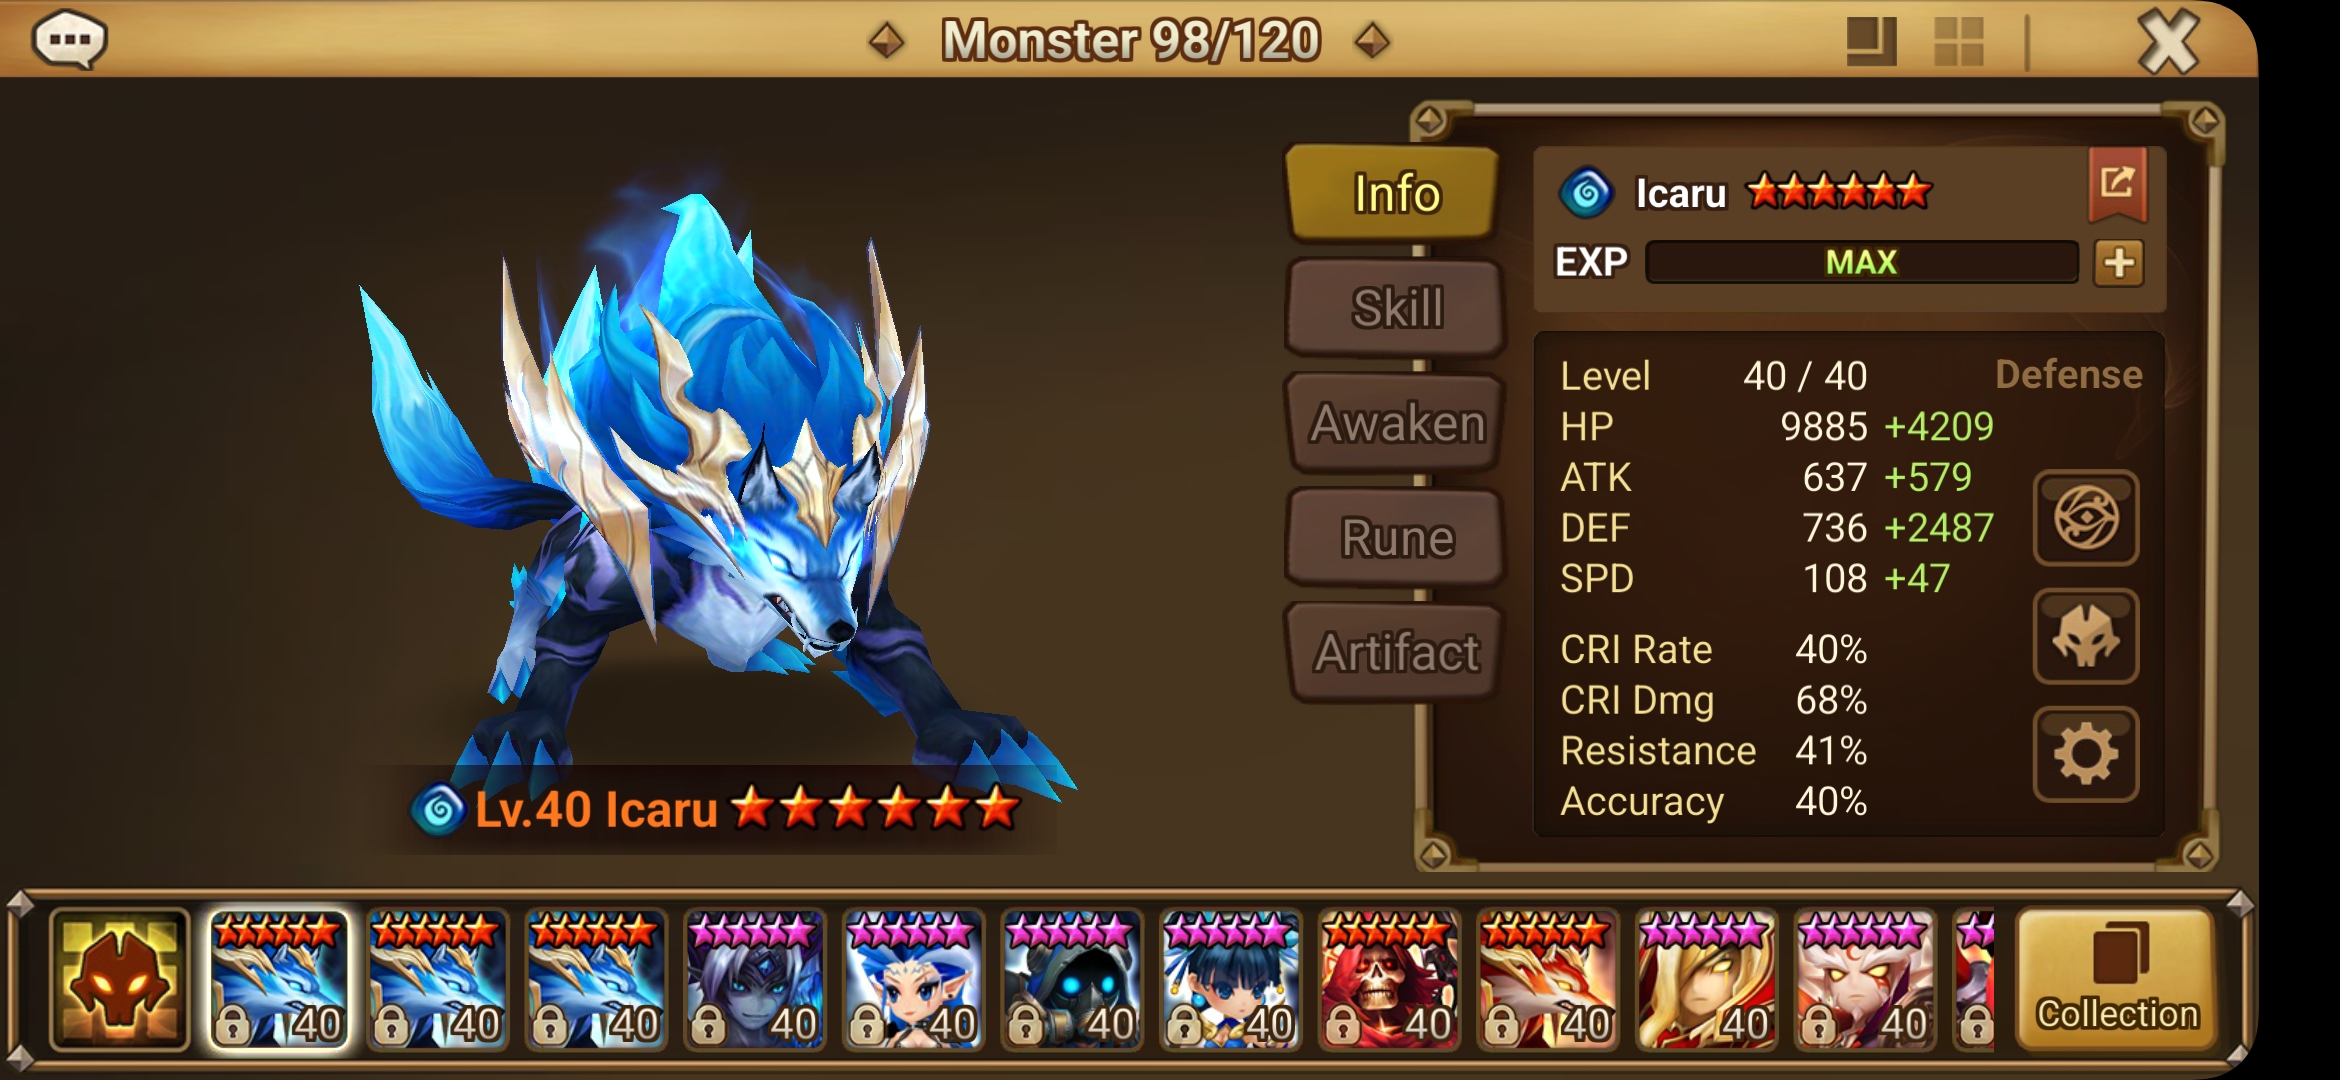 Monster 98/120
Info
Skill
Awaken
Rune
Artifact
Icaru
EXP MAX
Level 40 / 40 Defense
HP 9885 +4209
ATK 637 +579
DEF 736 +2487
SPD 108 +47
CRI Rate 40%
CRI Dmg 68%
Resistance 41%
Accuracy 40%
Lv.40 Icaru
40 40 40 40 40 40 40 40 40 40 40
Collection